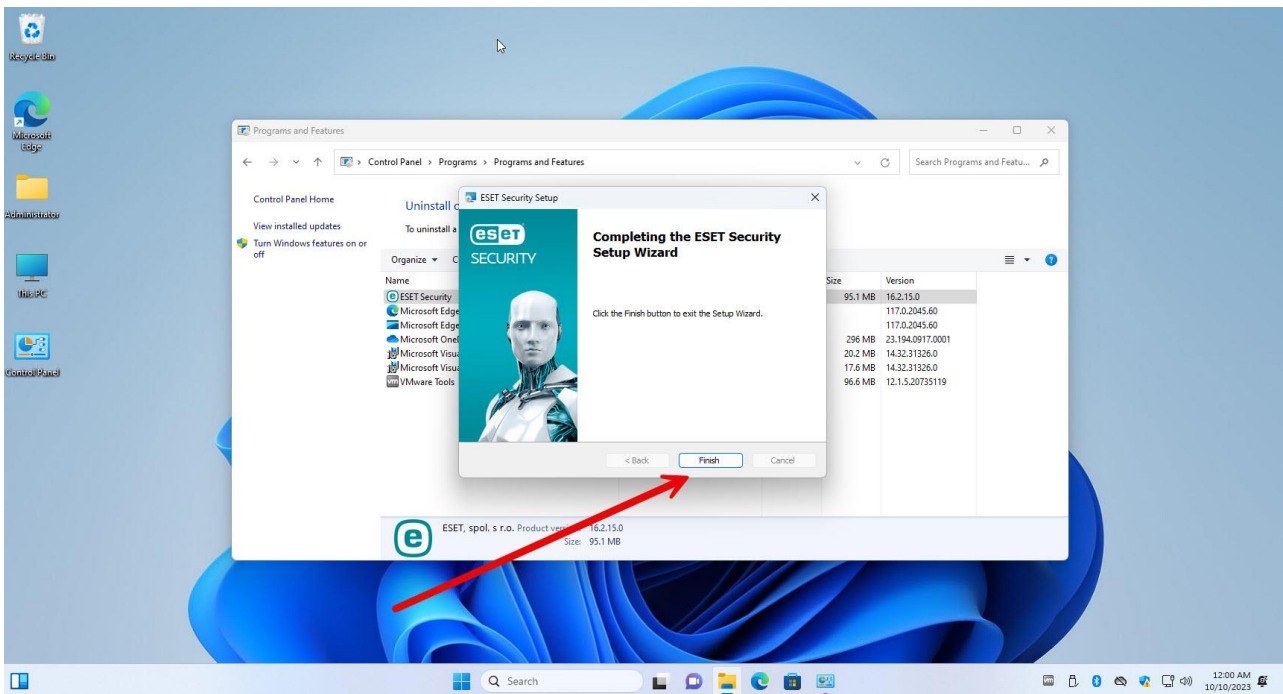 Recycle Bin
Microsoft
Edge
Administrator
This PC
Control Panel
Programs and Features
Control Panel › Programs › Programs and Features
Search Programs and Featu...
Control Panel Home
View installed updates
Turn Windows features on or
off
Uninstall
To uninstall a
Organize
Name
Size
Version
ESET Security
95.1 MB 16.2.15.0
Microsoft Edge
117.0.2045.60
Microsoft Edge
117.0.2045.60
Microsoft One
296 MB 23.194.0917.0001
Microsoft Visu
20.2 MB 14.32.31326.0
Microsoft Visu
17.6 MB 14.32.31326.0
VMware Tools
96.6 MB 12.1.5.20735119
ESET Security Setup
eseT
SECURITY
Completing the ESET Security
Setup Wizard
Click the Finish button to exit the Setup Wizard.
< Back Finish Cancel
ESET, spol. s r.o. Product 16.2.15.0
Size: 95.1 MB
Search
12:00 AM
10/10/2023